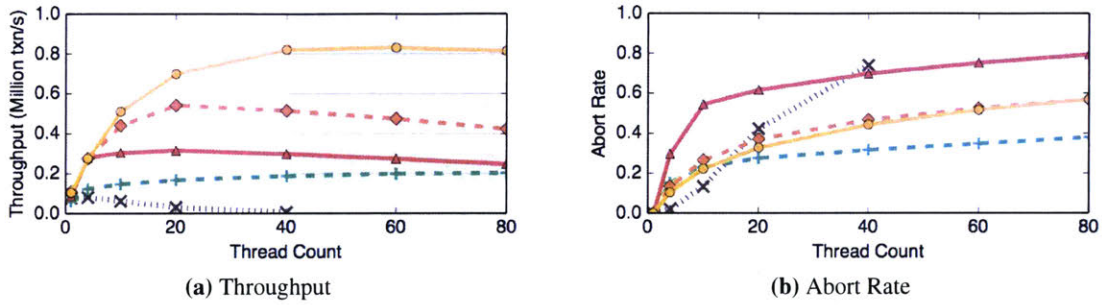 Throughput (Million txn/s)
1.0
0.8
0.6
0.4
0.2
0.0
0 20 40 60 80
Thread Count
(a) Throughput
Abort Rate
1.0
0.8
0.6
0.4
0.2
0.0
0 20 40 60 80
Thread Count
(b) Abort Rate